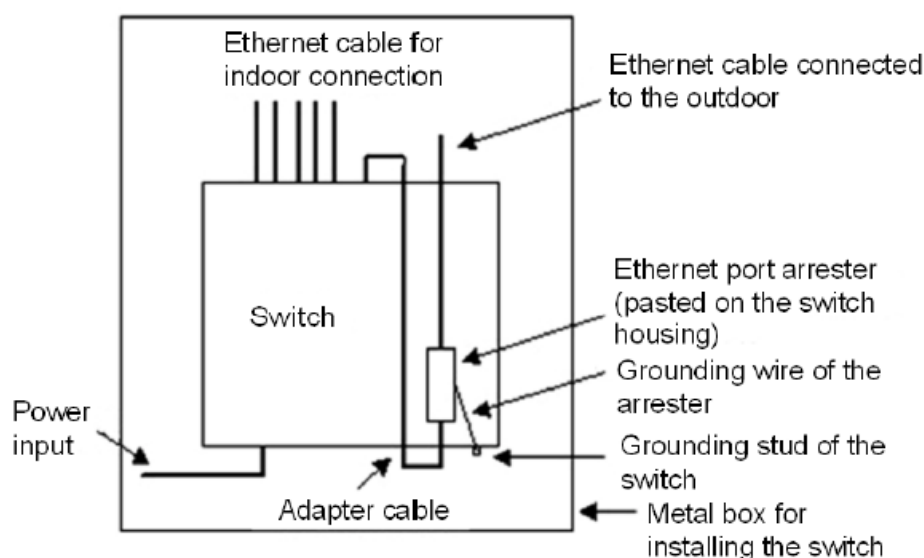 Ethernet cable for
indoor connection
Ethernet cable connected
to the outdoor
Ethernet port arrester
(pasted on the switch
housing)
Switch
Grounding wire of the
arrester
Power
input
Grounding stud of the
switch
Adapter cable
Metal box for
installing the switch